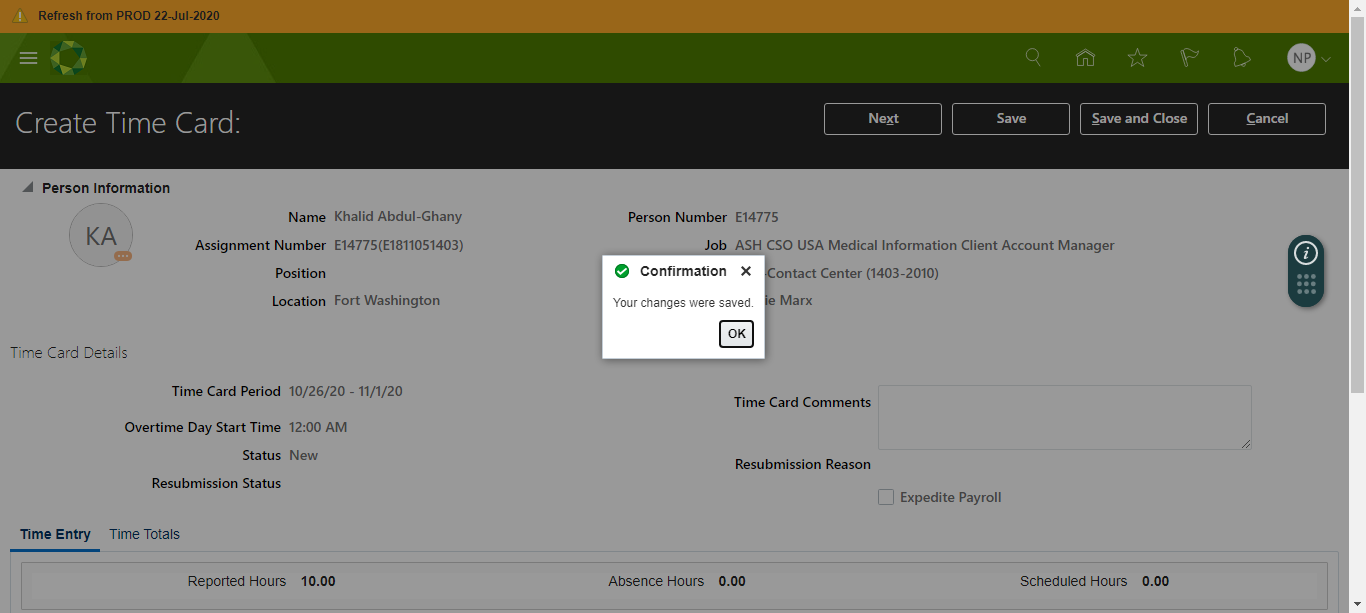 Refresh from PROD 22-Jul-2020
NP
Create Time Card:
Next Save Save and Close Cancel
Person Information
KA
Name Khalid Abdul-Ghany Person Number E14775
Assignment Number E14775(E1811051403) Job ASH CSO USA Medical Information Client Account Manager
Position Contact Center (1403-2010)
Location Fort Washington Marx
Confirmation
Your changes were saved.
OK
Time Card Details
Time Card Period 10/26/20 - 11/1/20 Time Card Comments
Overtime Day Start Time 12:00 AM
Status New Resubmission Reason
Resubmission Status
Expedite Payroll
Time Entry Time Totals
Reported Hours 10.00 Absence Hours 0.00 Scheduled Hours 0.00